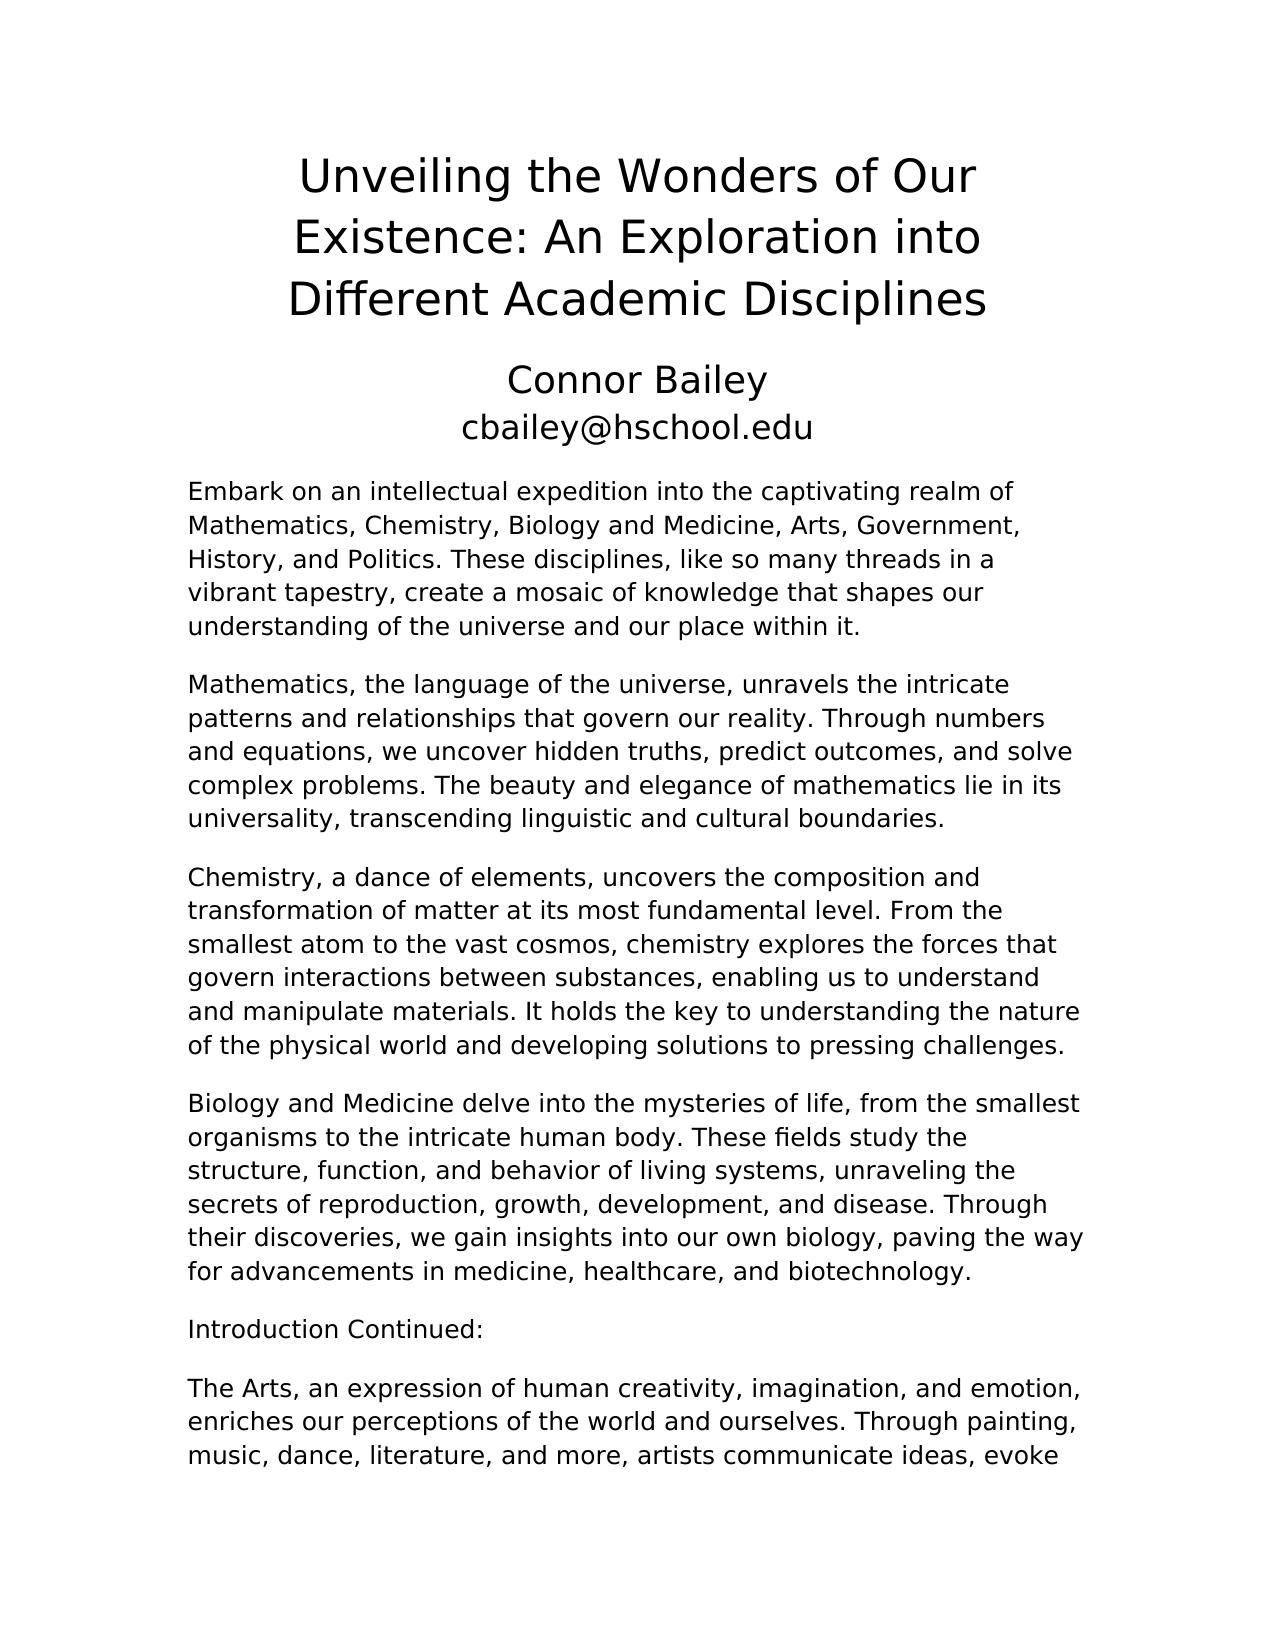 Unveiling the Wonders of Our
Existence: An Exploration into
Different Academic Disciplines
Connor Bailey
cbailey@hschool.edu
Embark on an intellectual expedition into the captivating realm of
Mathematics, Chemistry, Biology and Medicine, Arts, Government,
History, and Politics. These disciplines, like so many threads in a
vibrant tapestry, create a mosaic of knowledge that shapes our
understanding of the universe and our place within it.
Mathematics, the language of the universe, unravels the intricate
patterns and relationships that govern our reality. Through numbers
and equations, we uncover hidden truths, predict outcomes, and solve
complex problems. The beauty and elegance of mathematics lie in its
universality, transcending linguistic and cultural boundaries.
Chemistry, a dance of elements, uncovers the composition and
transformation of matter at its most fundamental level. From the
smallest atom to the vast cosmos, chemistry explores the forces that
govern interactions between substances, enabling us to understand
and manipulate materials. It holds the key to understanding the nature
of the physical world and developing solutions to pressing challenges.
Biology and Medicine delve into the mysteries of life, from the smallest
organisms to the intricate human body. These fields study the
structure, function, and behavior of living systems, unraveling the
secrets of reproduction, growth, development, and disease. Through
their discoveries, we gain insights into our own biology, paving the way
for advancements in medicine, healthcare, and biotechnology.
Introduction Continued:
The Arts, an expression of human creativity, imagination, and emotion,
enriches our perceptions of the world and ourselves. Through painting,
music, dance, literature, and more, artists communicate ideas, evoke